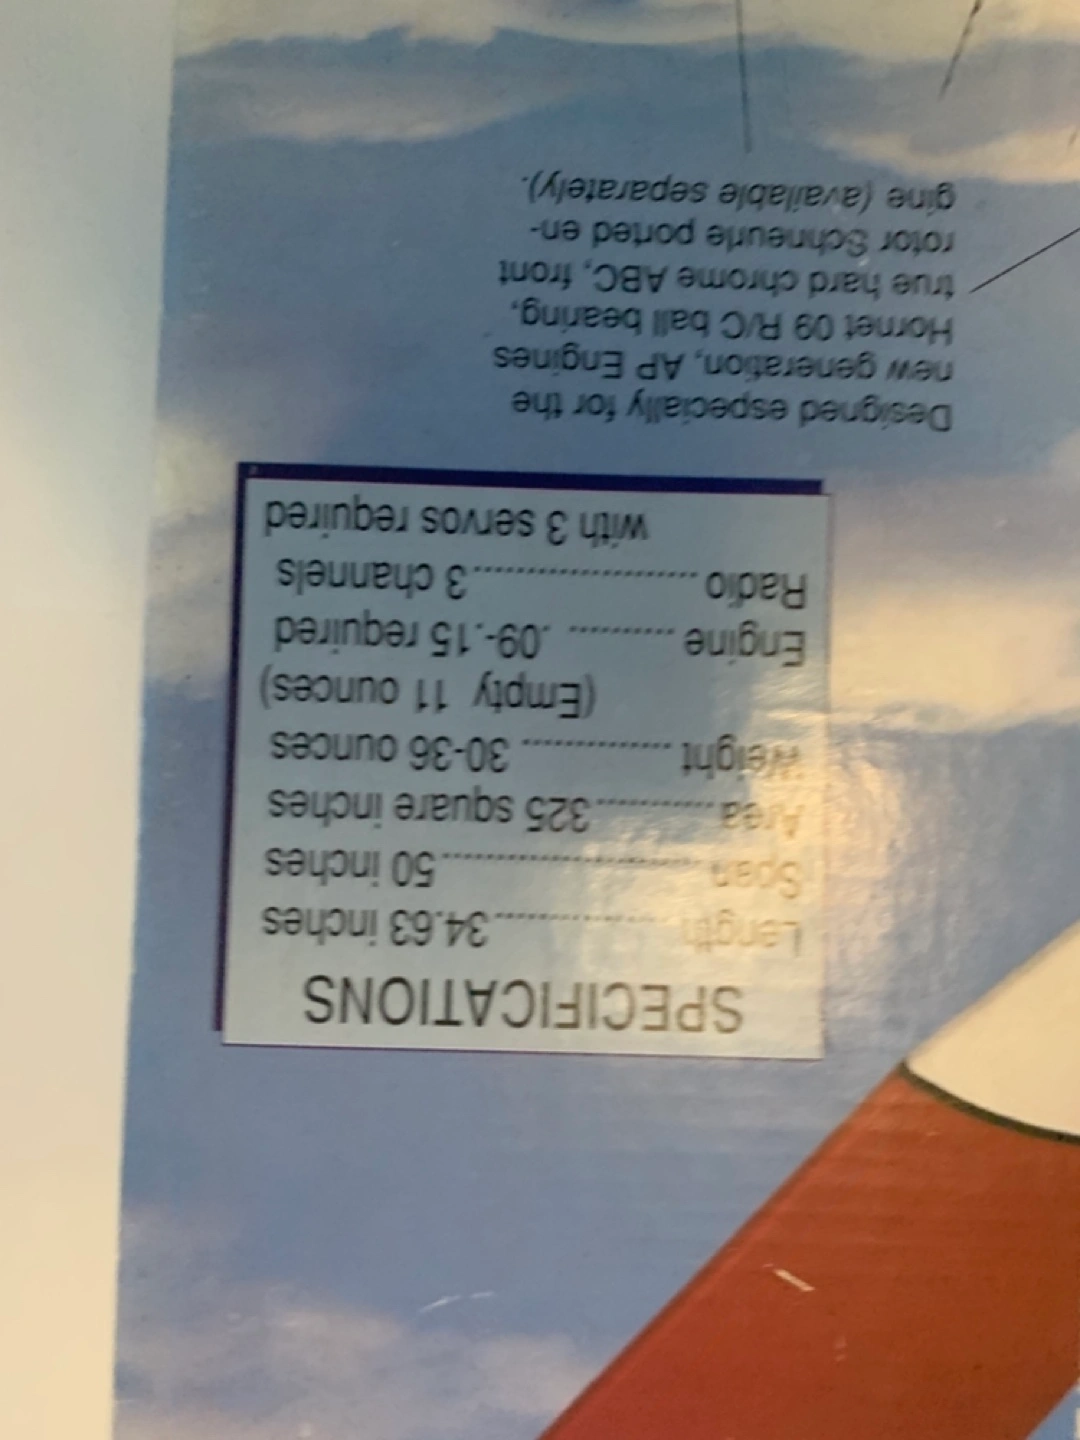 SPECIFICATIONS
Length ................34.63 inches
Span ........................50 inches
Area ...........325 square inches
Weight .............. 30-36 ounces
(Empty 11 ounces)
Engine .......... .09-.15 required
Radio .....................3 channels
with 3 servos required
Designed especially for the
new generation, AP Engines
Hornet 09 R/C ball bearing,
true hard chrome ABC, front
rotor Schneurle ported en-
gine (available separately).